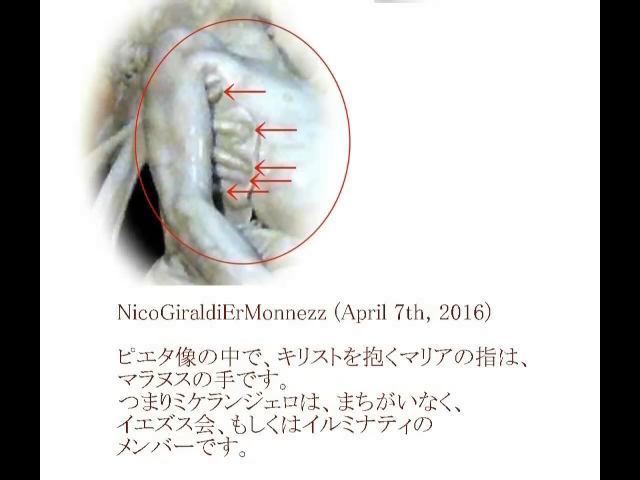 NicoGiraldiErMonnezz (April 7th, 2016)
ピエタ像の中で、キリストを抱くマリアの指は、
マラヌスの手です。
つまりミケランジェロは、まちがいなく、
イエズス会、もしくはイルミナティの
メンバーです。